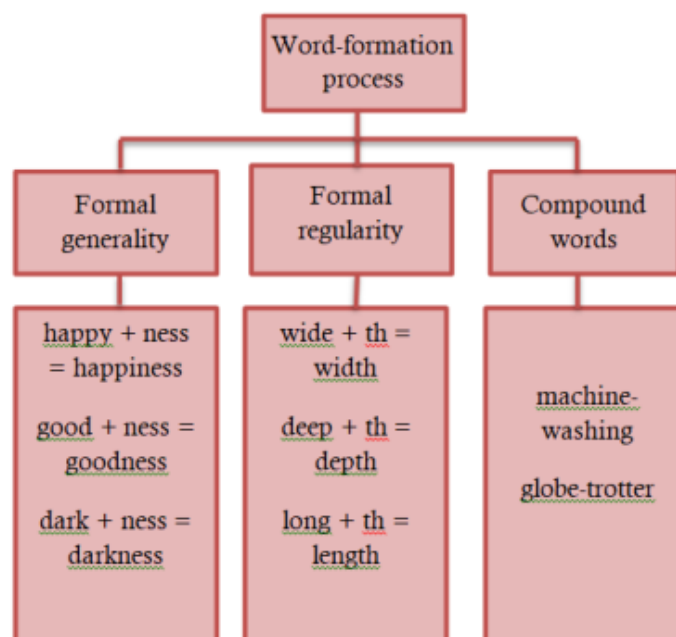 Word-formation
process
Formal
generality
Formal
regularity
Compound
words
happy + ness
= happiness
good + ness =
goodness
dark + ness =
darkness
wide + th =
width
deep + th =
depth
long + th =
length
machine-
washing
globe-trotter